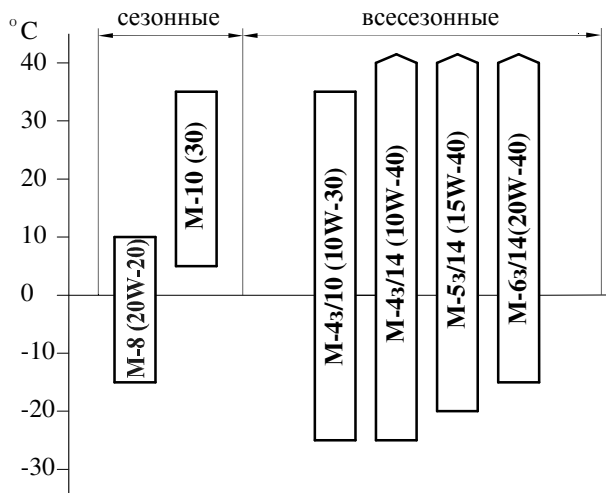 сезонные
всесезонные
°C
40
30
20
10
0
-10
-20
-30
М-8 (20W-20)
М-10 (30)
М-4з/10 (10W-30)
М-4з/14 (10W-40)
М-5з/14 (15W-40)
М-6з/14(20W-40)